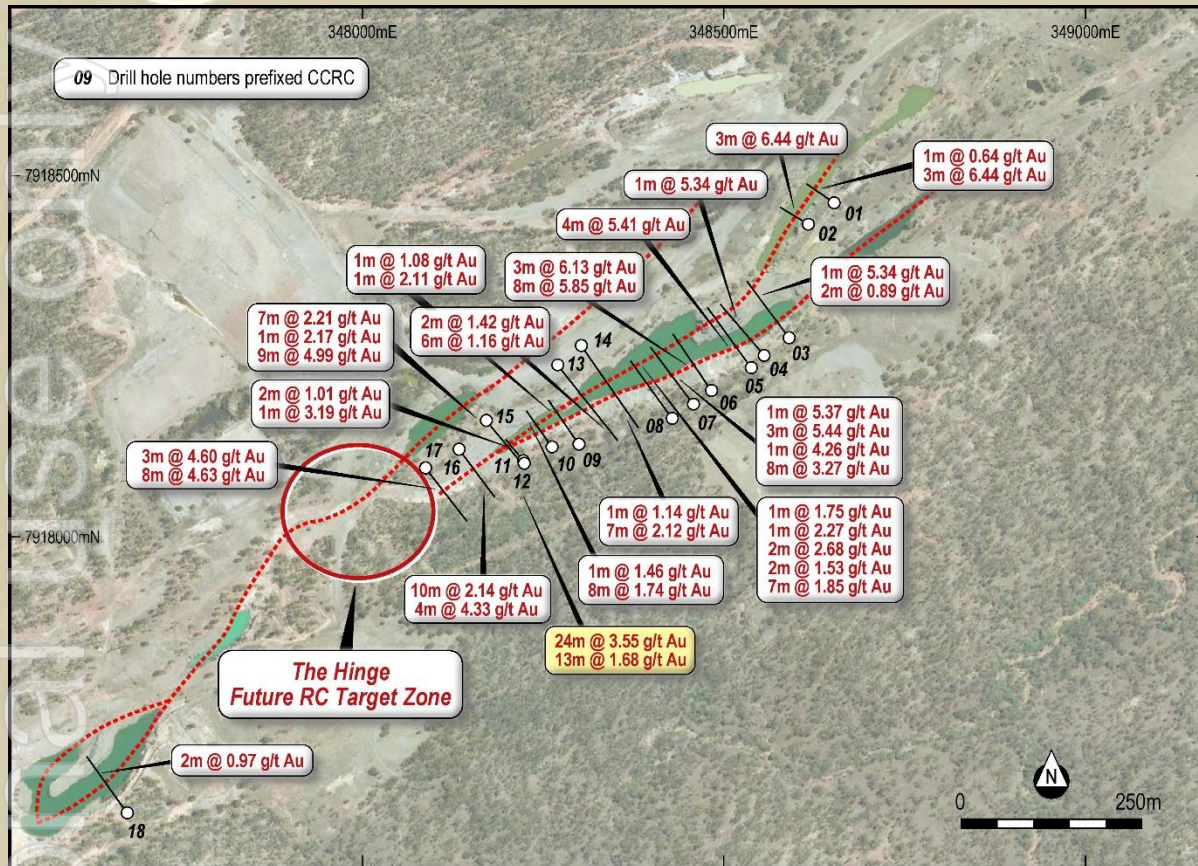 348000mE
348500mE
349000mE
09 Drill hole numbers prefixed CCRC
3m @ 6.44 g/t Au
1m @ 0.64 g/t Au
3m @ 6.44 g/t Au
7918500mN
1m @ 5.34 g/t Au
01
02
4m @ 5.41 g/t Au
1m @ 1.08 g/t Au
1m @ 2.11 g/t Au
3m @ 6.13 g/t Au
8m @ 5.85 g/t Au
1m @ 5.34 g/t Au
2m @ 0.89 g/t Au
7m @ 2.21 g/t Au
1m @ 2.17 g/t Au
9m @ 4.99 g/t Au
2m @ 1.42 g/t Au
6m @ 1.16 g/t Au
14
13
03
04
05
2m @ 1.01 g/t Au
1m @ 3.19 g/t Au
15
06
07
08
1m @ 5.37 g/t Au
3m @ 5.44 g/t Au
1m @ 4.26 g/t Au
8m @ 3.27 g/t Au
3m @ 4.60 g/t Au
8m @ 4.63 g/t Au
17
16
11
12
10
09
1m @ 1.14 g/t Au
7m @ 2.12 g/t Au
1m @ 1.75 g/t Au
1m @ 2.27 g/t Au
2m @ 2.68 g/t Au
2m @ 1.53 g/t Au
7m @ 1.85 g/t Au
7918000mN
10m @ 2.14 g/t Au
4m @ 4.33 g/t Au
1m @ 1.46 g/t Au
8m @ 1.74 g/t Au
24m @ 3.55 g/t Au
13m @ 1.68 g/t Au
The Hinge
Future RC Target Zone
2m @ 0.97 g/t Au
18
N
0 250m
onal use only